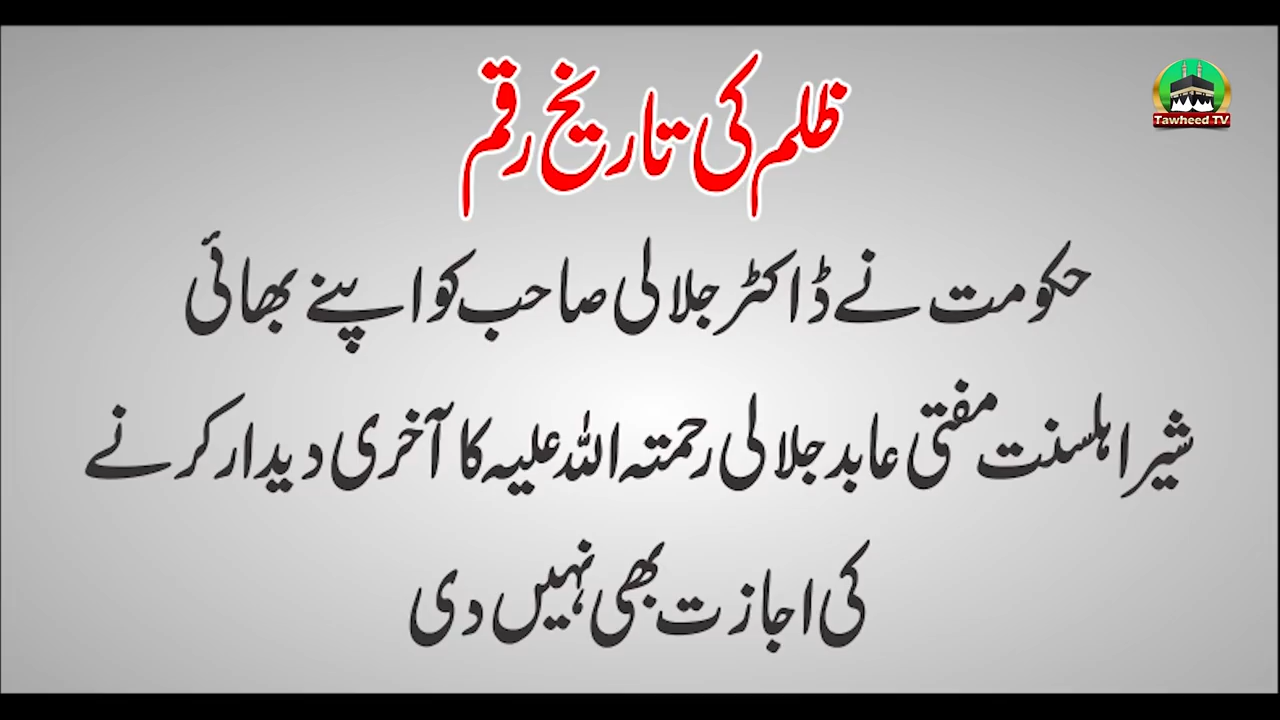 ظلم کی تاریخ رقم
Tawheed TV
حکومت نے ڈاکٹر جلالی صاحب کو اپنے بھائی
شیر اہلسنت مفتی عابد جلالی رحمتہ اللہ علیہ کا آخری دیدار کرنے
کی اجازت بھی نہیں دی